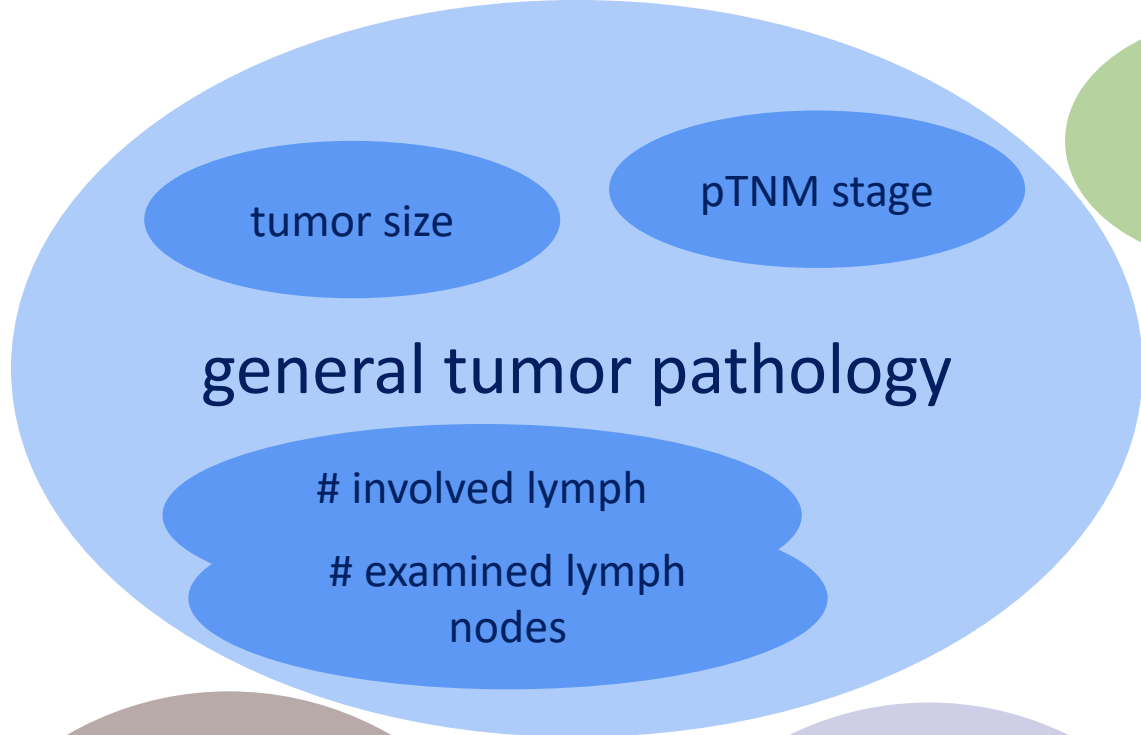 tumor size
pTNM stage
general tumor pathology
# involved lymph
# examined lymph
nodes